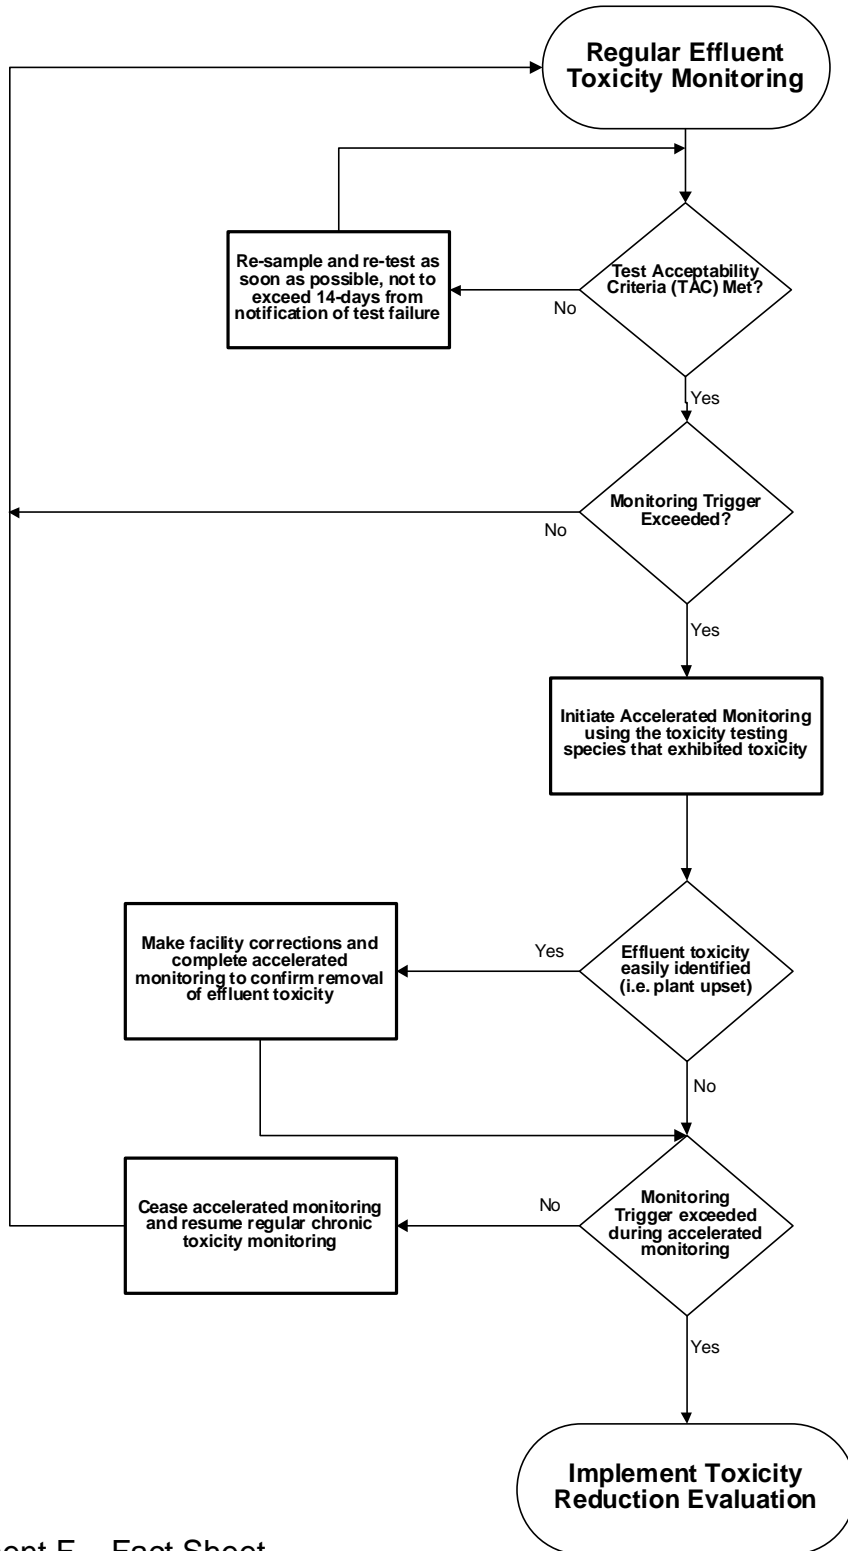 Regular Effluent
Toxicity Monitoring
Re-sample and re-test as
soon as possible, not to
exceed 14-days from
notification of test failure
Test Acceptability
Criteria (TAC) Met?
No
Yes
Monitoring Trigger
Exceeded?
No
Yes
Initiate Accelerated Monitoring
using the toxicity testing
species that exhibited toxicity
Make facility corrections and
complete accelerated
monitoring to confirm removal
of effluent toxicity
Yes
Effluent toxicity
easily identified
(i.e. plant upset)
No
Cease accelerated monitoring
and resume regular chronic
toxicity monitoring
No
Monitoring
Trigger exceeded
during accelerated
monitoring
Yes
Implement Toxicity
Reduction Evaluation
Fact Sheet